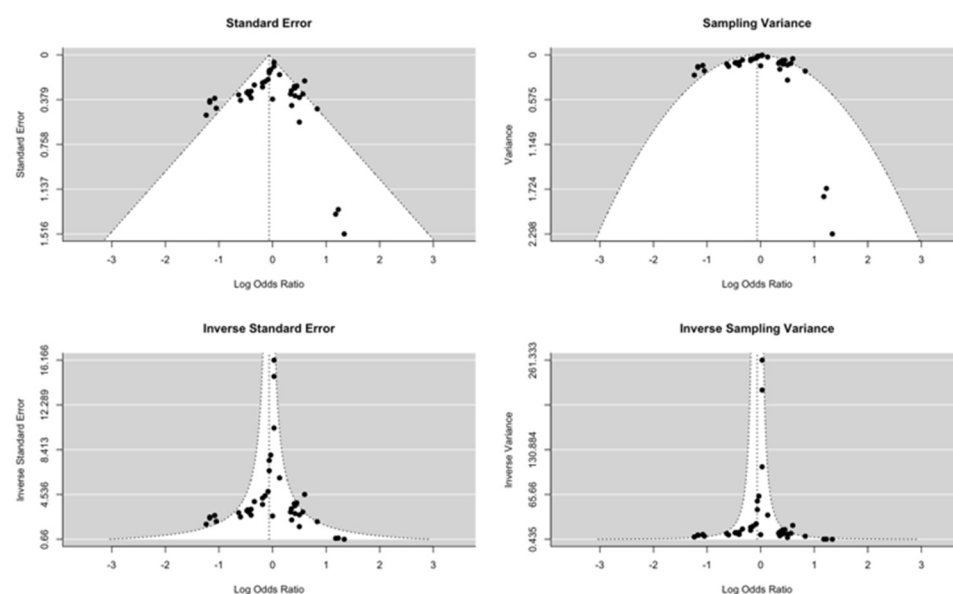 Standard Error
Standard Error
0
0.379
0.758
1.137
1.516
-3 -2 -1 0 1 2 3
Log Odds Ratio
Sampling Variance
Variance
0
0.575
1.149
1.724
2.298
-3 -2 -1 0 1 2 3
Log Odds Ratio
Inverse Standard Error
Inverse Standard Error
16.166
12.289
8.413
4.536
0.66
-3 -2 -1 0 1 2 3
Log Odds Ratio
Inverse Sampling Variance
Inverse Variance
261.333
130.884
65.66
0.435
-3 -2 -1 0 1 2 3
Log Odds Ratio